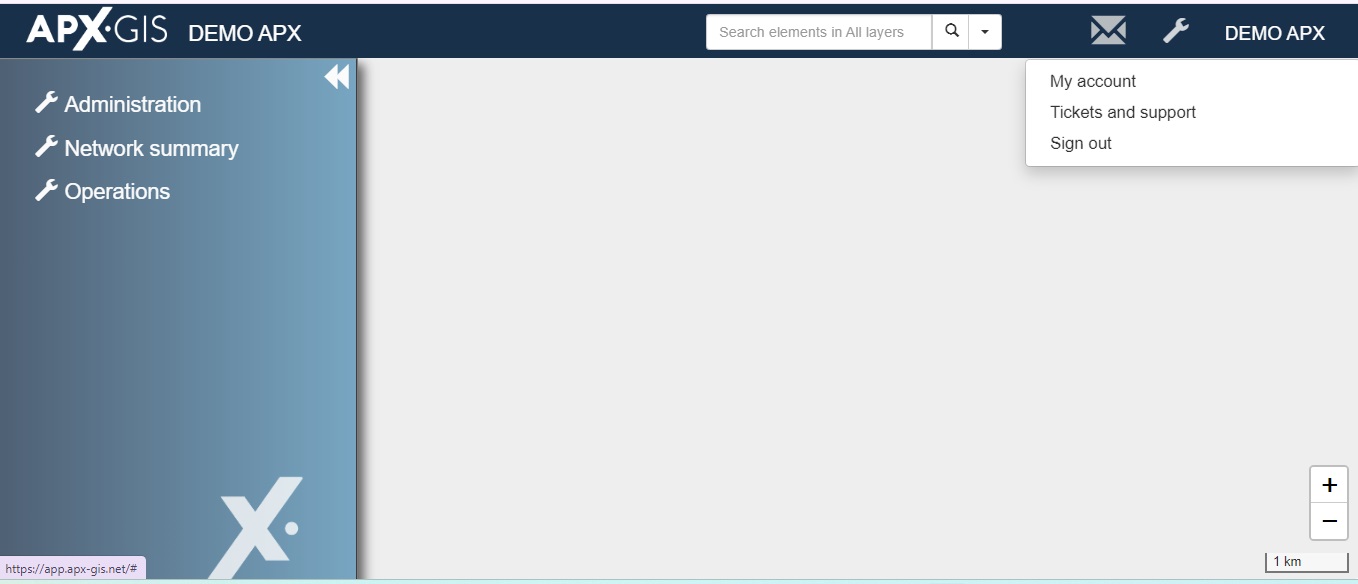 APX·GIS DEMO APX
Search elements in All layers
DEMO APX
My account
Tickets and support
Sign out
Administration
Network summary
Operations
X·
+
−
1 km
https://app.apx-gis.net/#